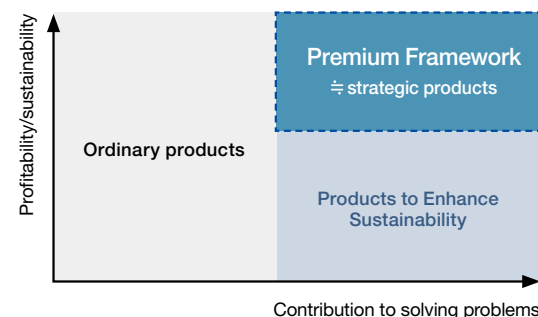 Profitability/sustainability
Premium Framework
≒ strategic products
Ordinary products
Products to Enhance
Sustainability
Contribution to solving problems